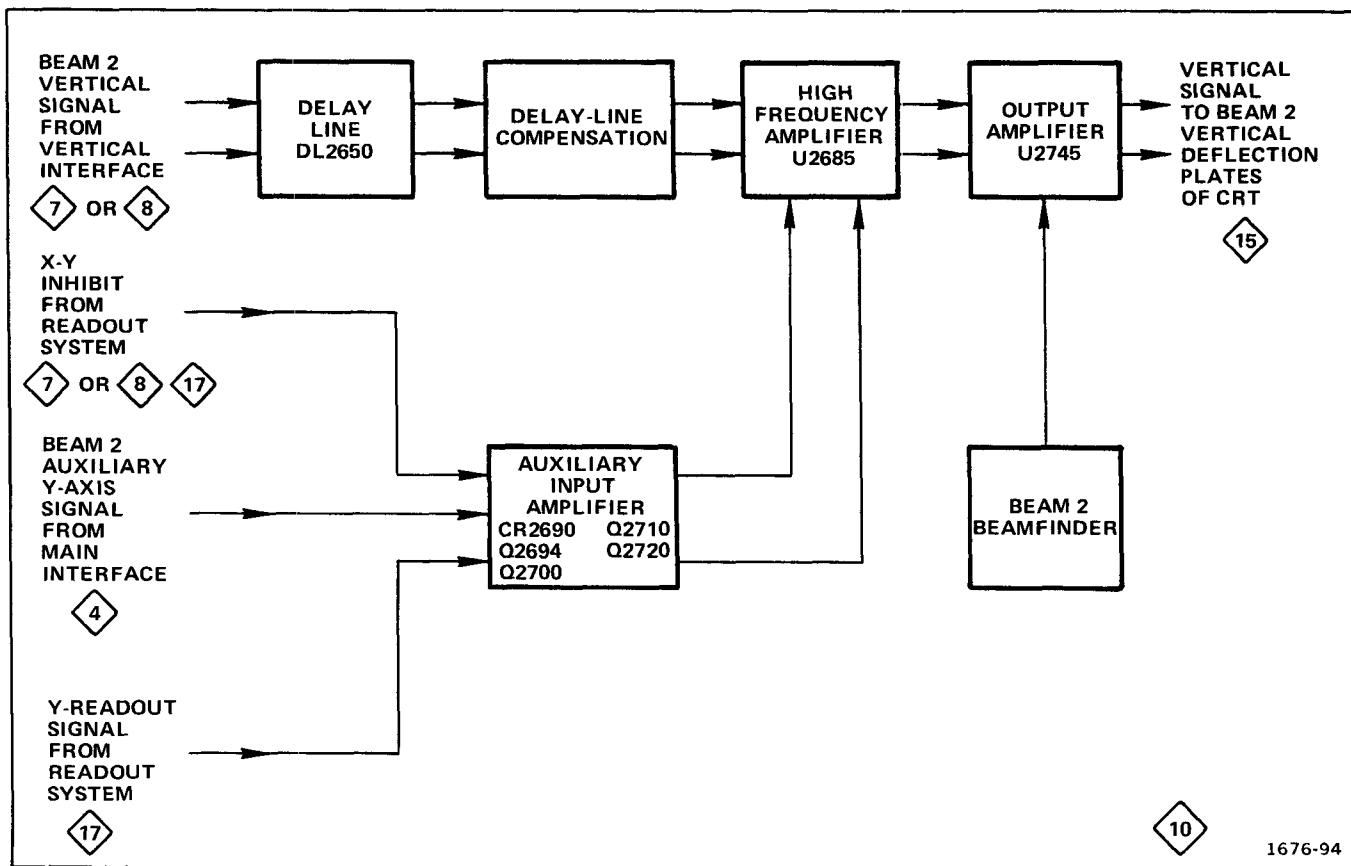 BEAM 2
VERTICAL
SIGNAL
FROM
VERTICAL
INTERFACE
7 OR 8
DELAY
LINE
DL2650
DELAY-LINE
COMPENSATION
HIGH
FREQUENCY
AMPLIFIER
U2685
OUTPUT
AMPLIFIER
U2745
VERTICAL
SIGNAL
TO BEAM 2
VERTICAL
DEFLECTION
PLATES
OF CRT
15
X-Y
INHIBIT
FROM
READOUT
SYSTEM
7 OR 8 17
BEAM 2
AUXILIARY
Y-AXIS
SIGNAL
FROM
MAIN
INTERFACE
4
AUXILIARY
INPUT
AMPLIFIER
CR2690 Q2710
Q2694 Q2720
Q2700
BEAM 2
BEAMFINDER
Y-READOUT
SIGNAL
FROM
READOUT
SYSTEM
17
10
1676-94